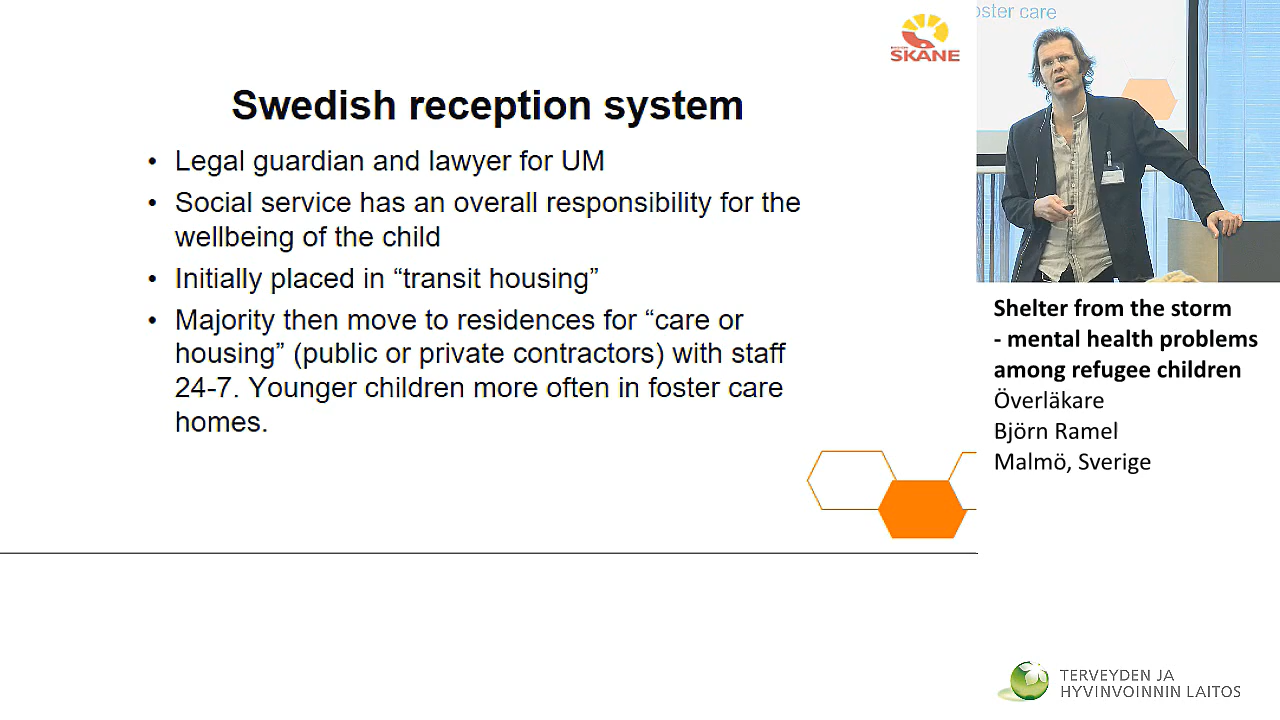 SKÅNE
Swedish reception system
• Legal guardian and lawyer for UM
• Social service has an overall responsibility for the
wellbeing of the child
• Initially placed in “transit housing”
• Majority then move to residences for “care or
housing” (public or private contractors) with staff
24-7. Younger children more often in foster care
homes.
foster care
Shelter from the storm
- mental health problems
among refugee children
Överläkare
Björn Ramel
Malmö, Sverige
TERVEYDEN JA
HYVINVOINNIN LAITOS